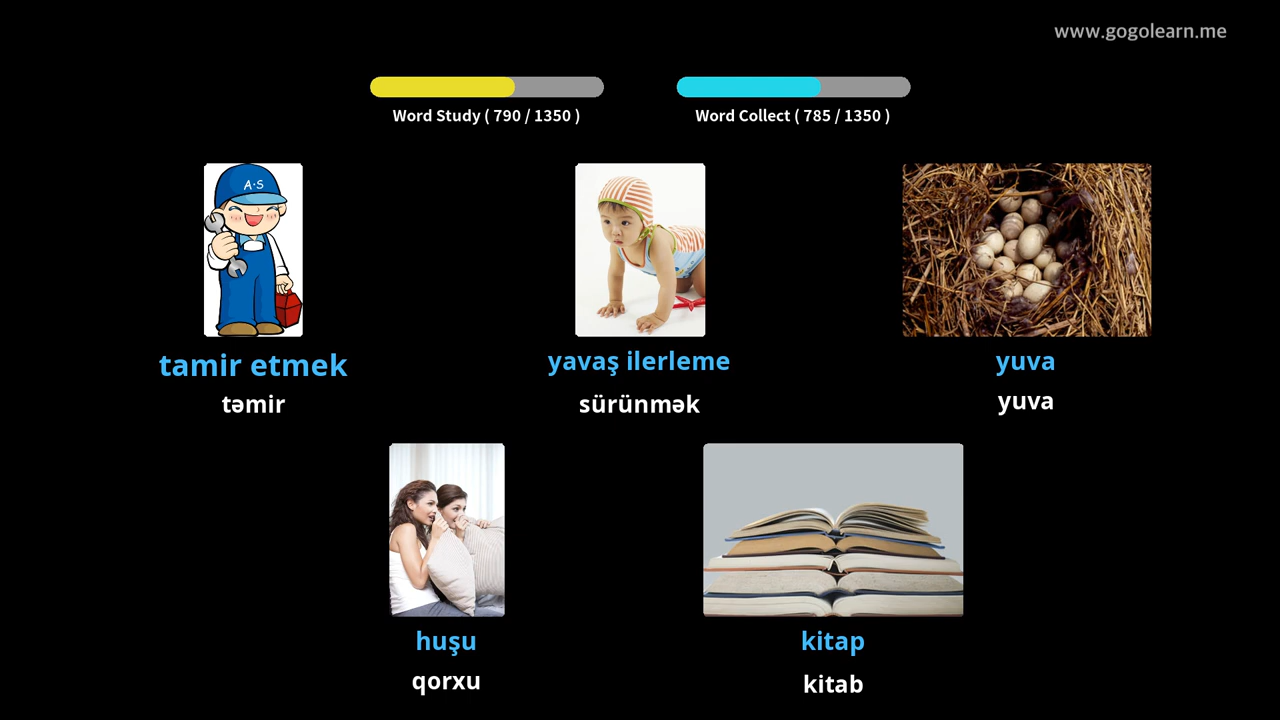 www.gogolearn.me
Word Study ( 790 / 1350 )
Word Collect ( 785 / 1350 )
A·S
tamir etmek
təmir
yavaş ilerleme
sürünmək
yuva
yuva
huşu
qorxu
kitap
kitab